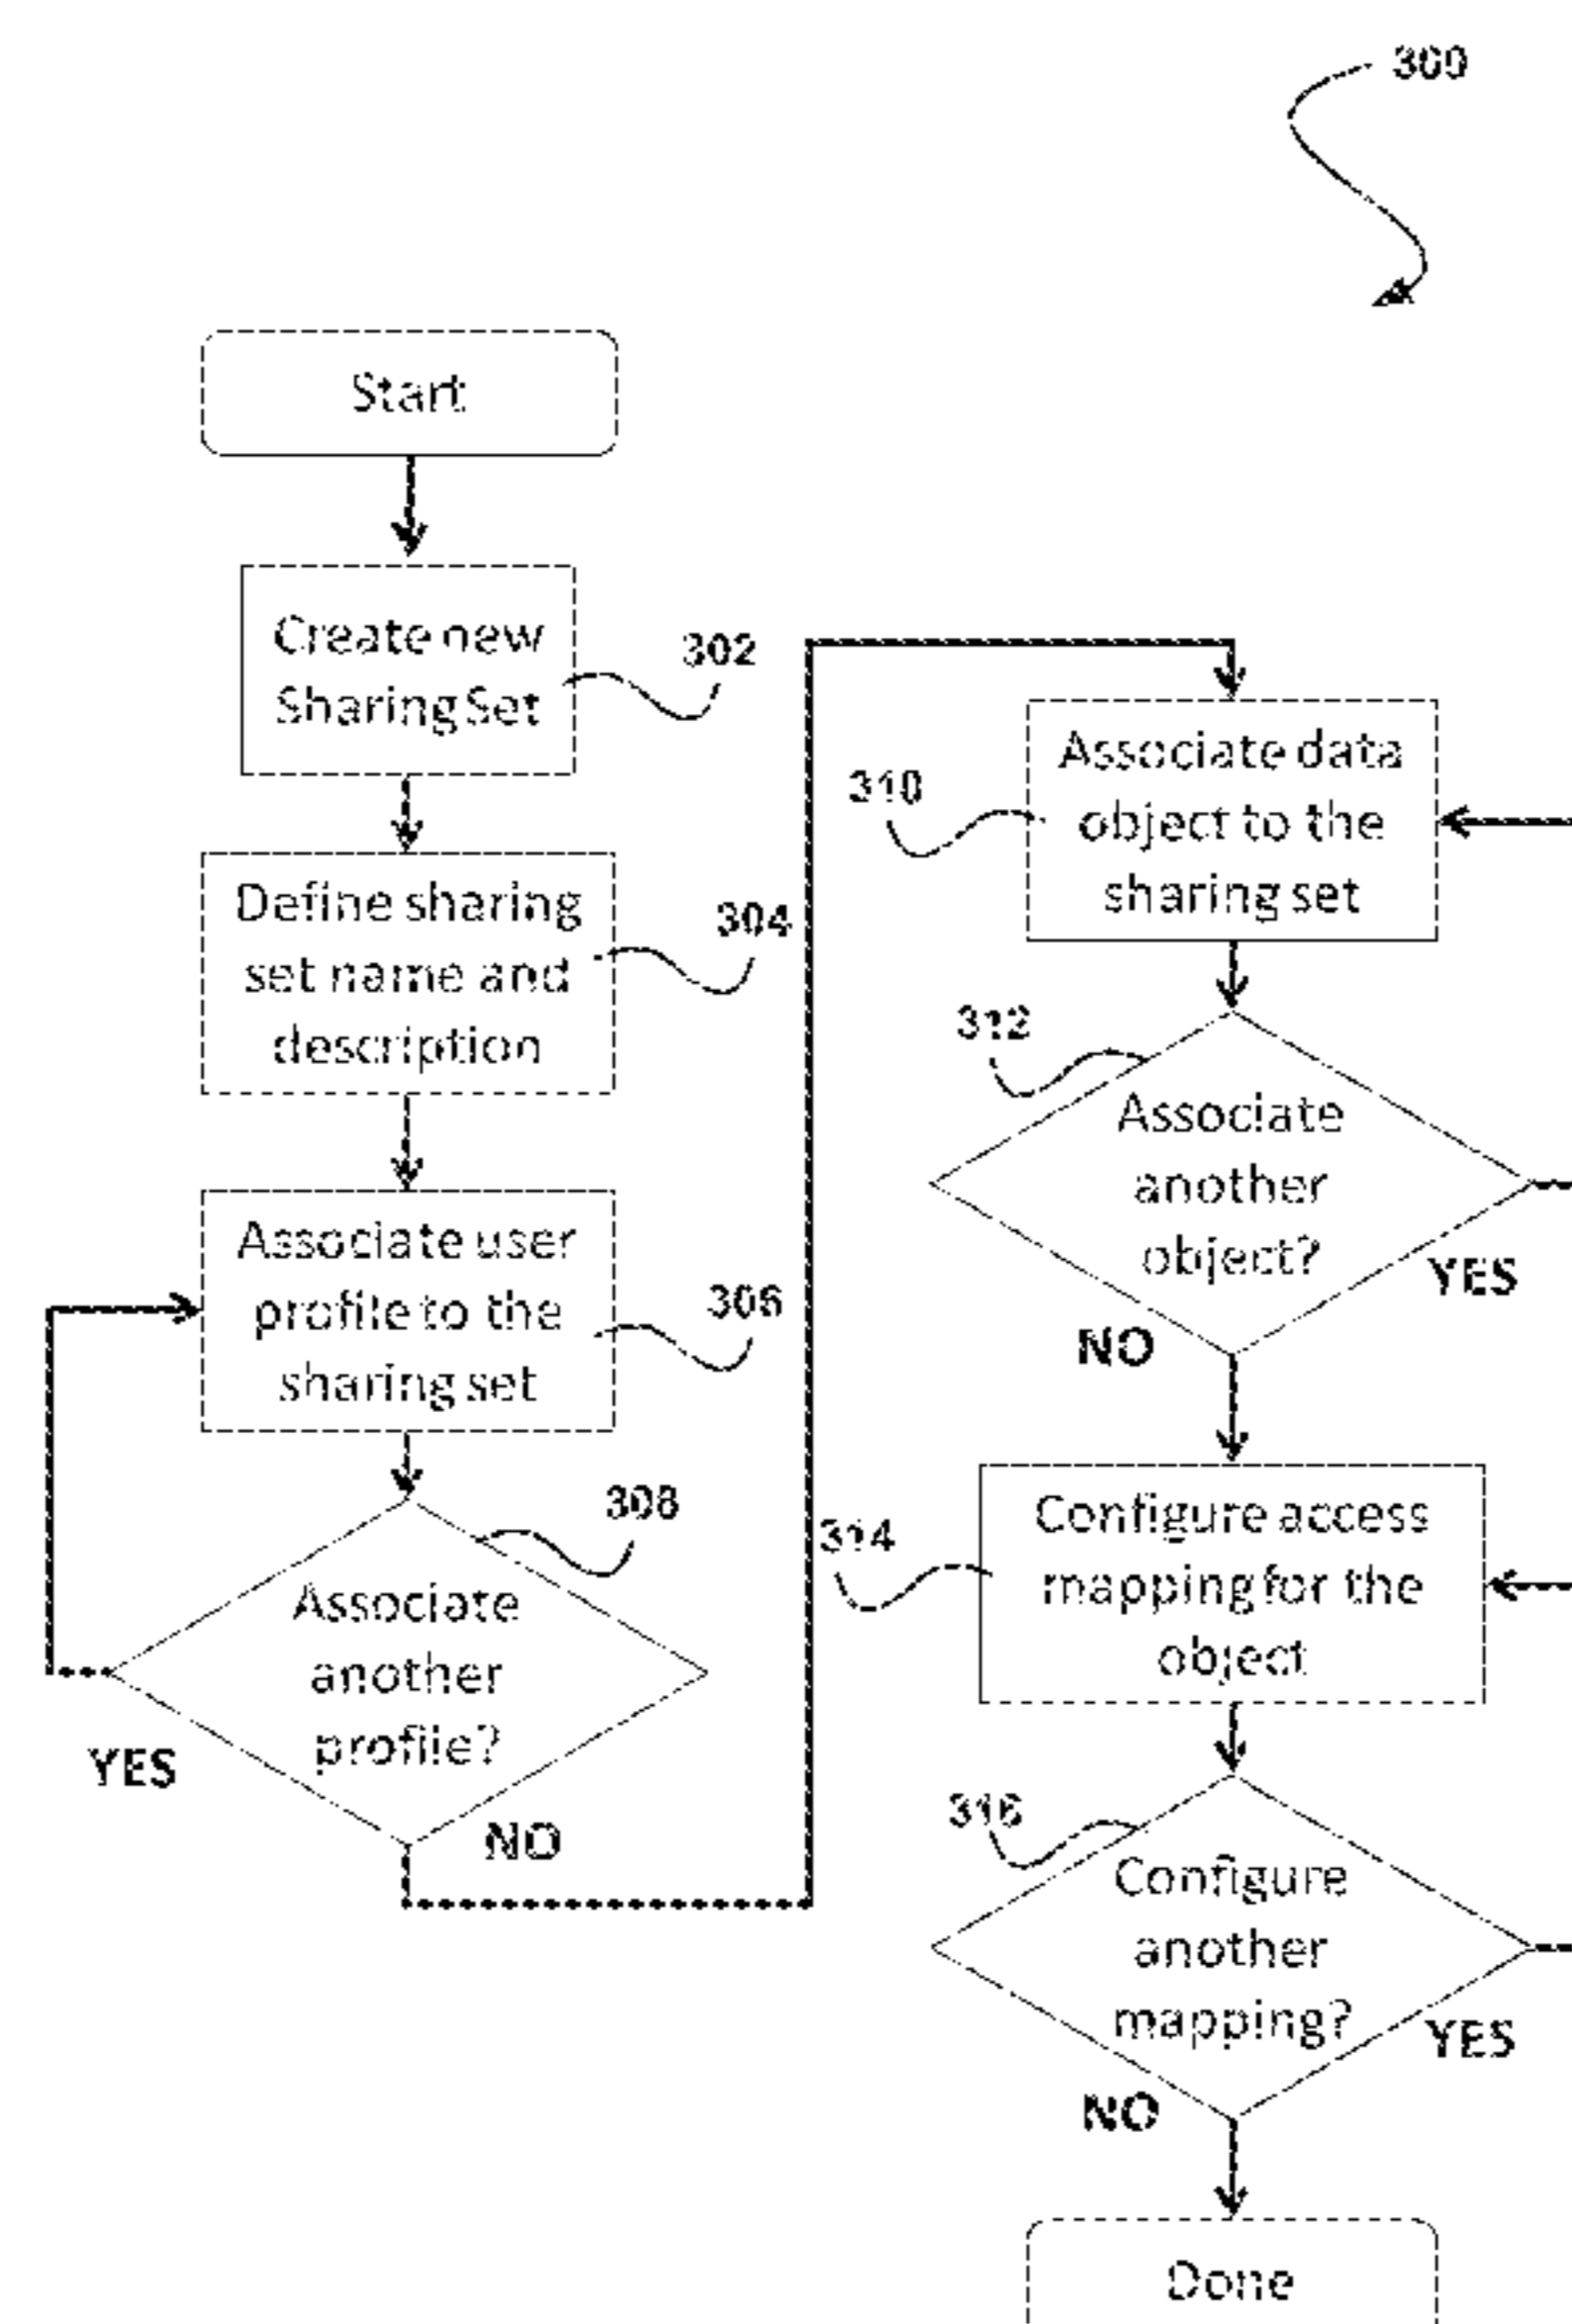 300
Start
Create new
Sharing Set
302
Define sharing
set name and
description
304
Associate user
profile to the
sharing set
306
308
Associate
another
profile?
YES
NO
Associate data
object to the
sharing set
310
312
Associate
another
object?
YES
NO
314
Configure access
mapping for the
object
316
Configure
another
mapping?
YES
NO
Done